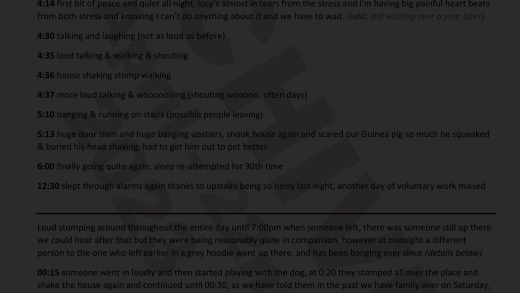 4:14 first bit of peace and quiet all night, lucy's almost in tears from the stress and I'm having big painful heart beats
from both stress and knowing I can't do anything about it and we have to wait. (edit: still waiting over a year later)
4:30 talking and laughing (not as loud as before)
4:35 loud talking & walking & shouting
4:36 house shaking stomp walking
4:37 more loud talking & wooooooing (shouting wooooo, often days)
5:10 banging & running on stairs (possible people leaving)
5:13 huge door slam and huge banging upstairs, shook house again and scared our Guinea pig so much he squeaked
& buried his head shaking, had to get him out to pet better.
6:00 finally going quite again, sleep re-attempted for 30th time
12:30 slept through alarms again thanks to upstairs being so noisy last night, another day of voluntary work missed
Loud stomping around throughout the entire day until 7:00pm when someone left, there was someone still up there
we could hear after that but they were being reasonably quite in comparison, however at midnight a different
person to the one who left earlier in a grey hoodie went up there, and has been banging ever since (details below)
00:15 someone went in loudly and then started playing with the dog, at 0:20 they stomped all over the place and
shake the house again and continued until 00:30, as we have told them in the past we have family over on Saturday,